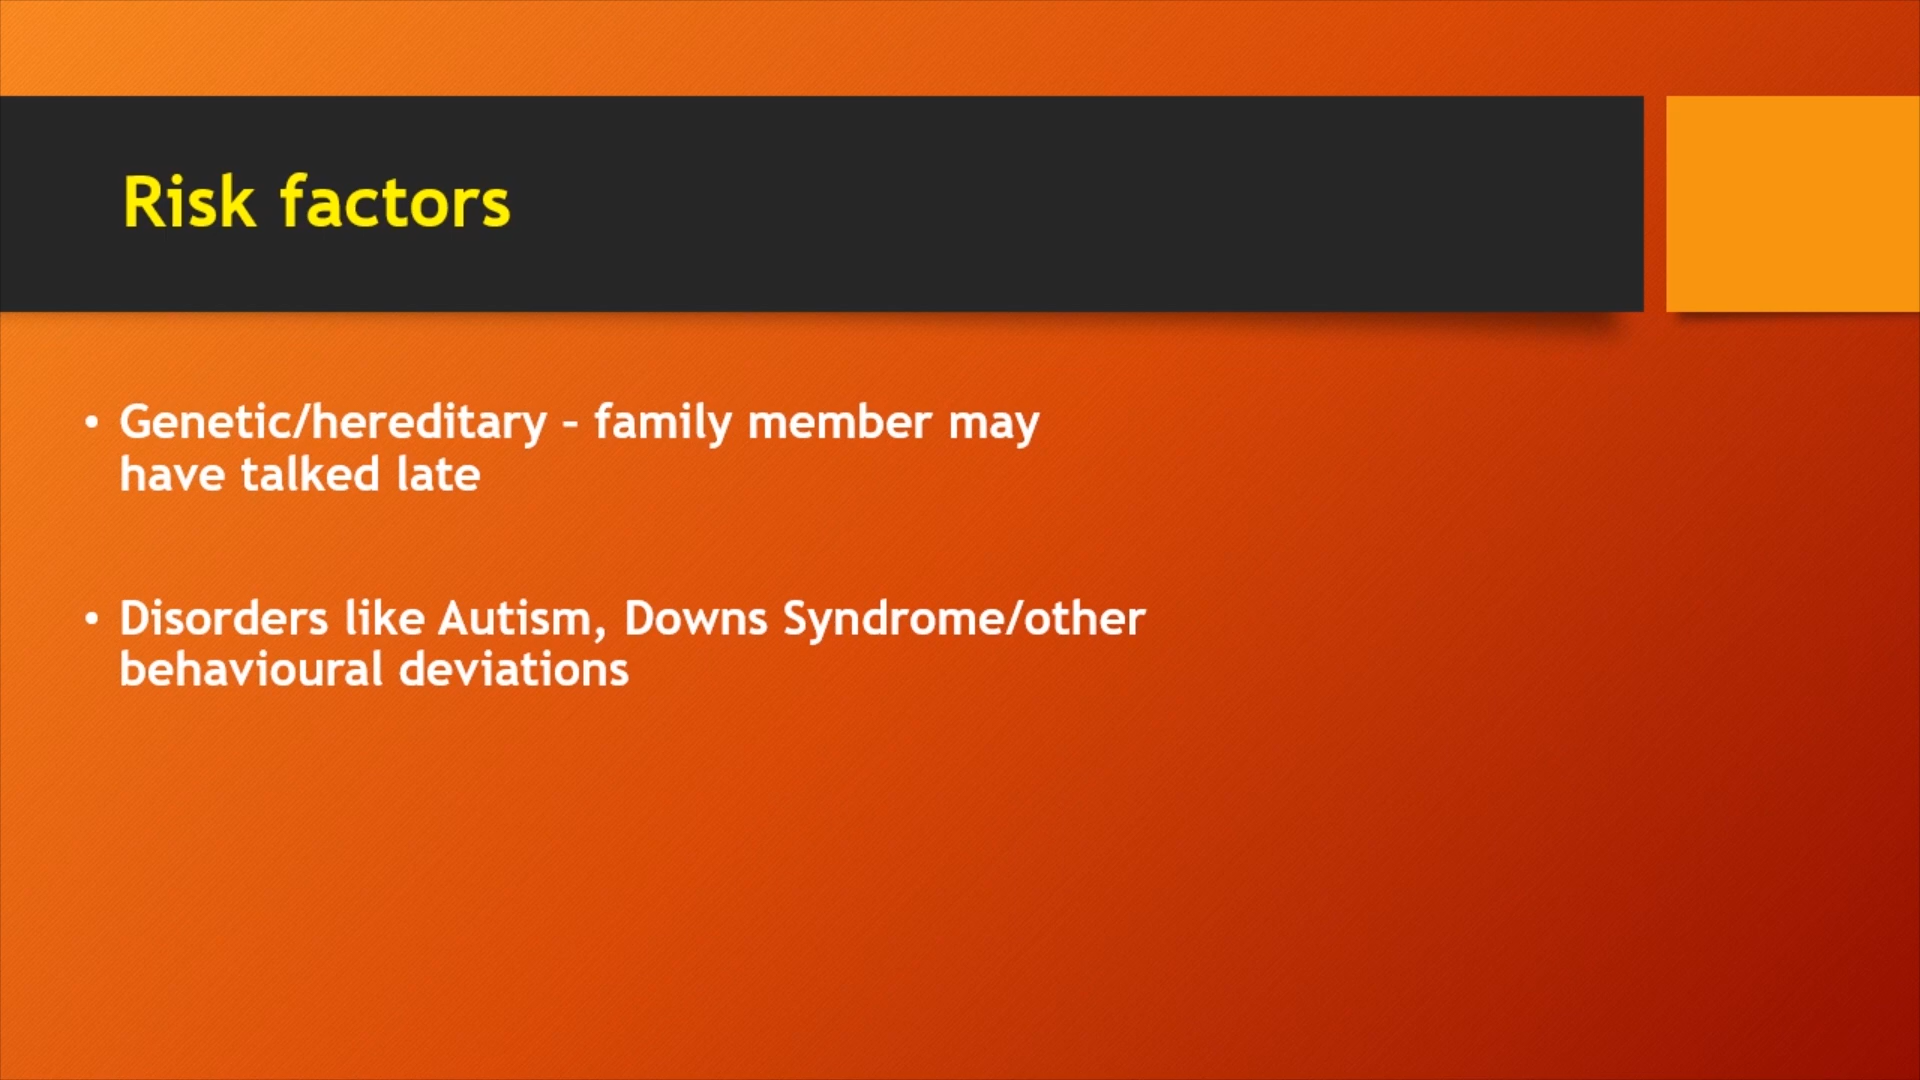 Risk factors
• Genetic/hereditary – family member may
have talked late
• Disorders like Autism, Downs Syndrome/other
behavioural deviations